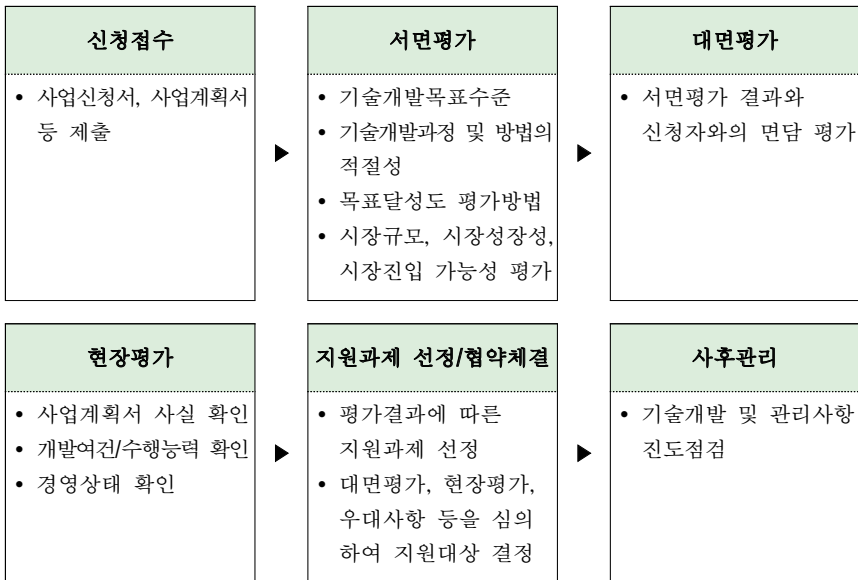 신청접수
• 사업신청서, 사업계획서
등 제출
▶
서면평가
• 기술개발목표수준
• 기술개발과정 및 방법의
적절성
• 목표달성도 평가방법
• 시장규모, 시장성장성,
시장진입 가능성 평가
▶
대면평가
• 서면평가 결과와
신청자와의 면담 평가
현장평가
• 사업계획서 사실 확인
• 개발여건/수행능력 확인
• 경영상태 확인
▶
지원과제 선정/협약체결
• 평가결과에 따른
지원과제 선정
• 대면평가, 현장평가,
우대사항 등을 심의
하여 지원대상 결정
▶
사후관리
• 기술개발 및 관리사항
진도점검